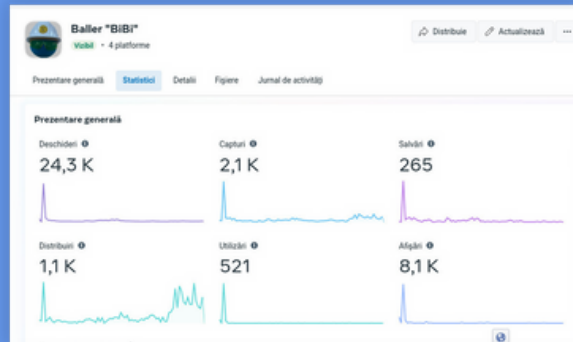 Baller "BiBi"
Vizibil • 4 platforme
Distribuie
Actualizează
Prezentare generală Statistici Detalii Fișiere Jurnal de activități
Prezentare generală
Deschideri Capturi Salvări
24,3 K 2,1 K 265
Distribuiri Utilizări Afișări
1,1 K 521 8,1 K